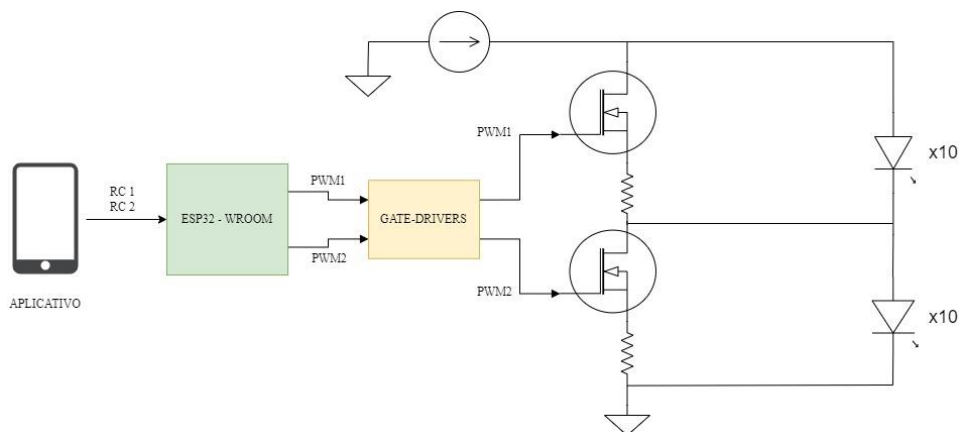 PWM1
x10
RC 1
RC 2
PWM1
ESP32 - WROOM
GATE-DRIVERS
PWM2
PWM2
APLICATIVO
x10